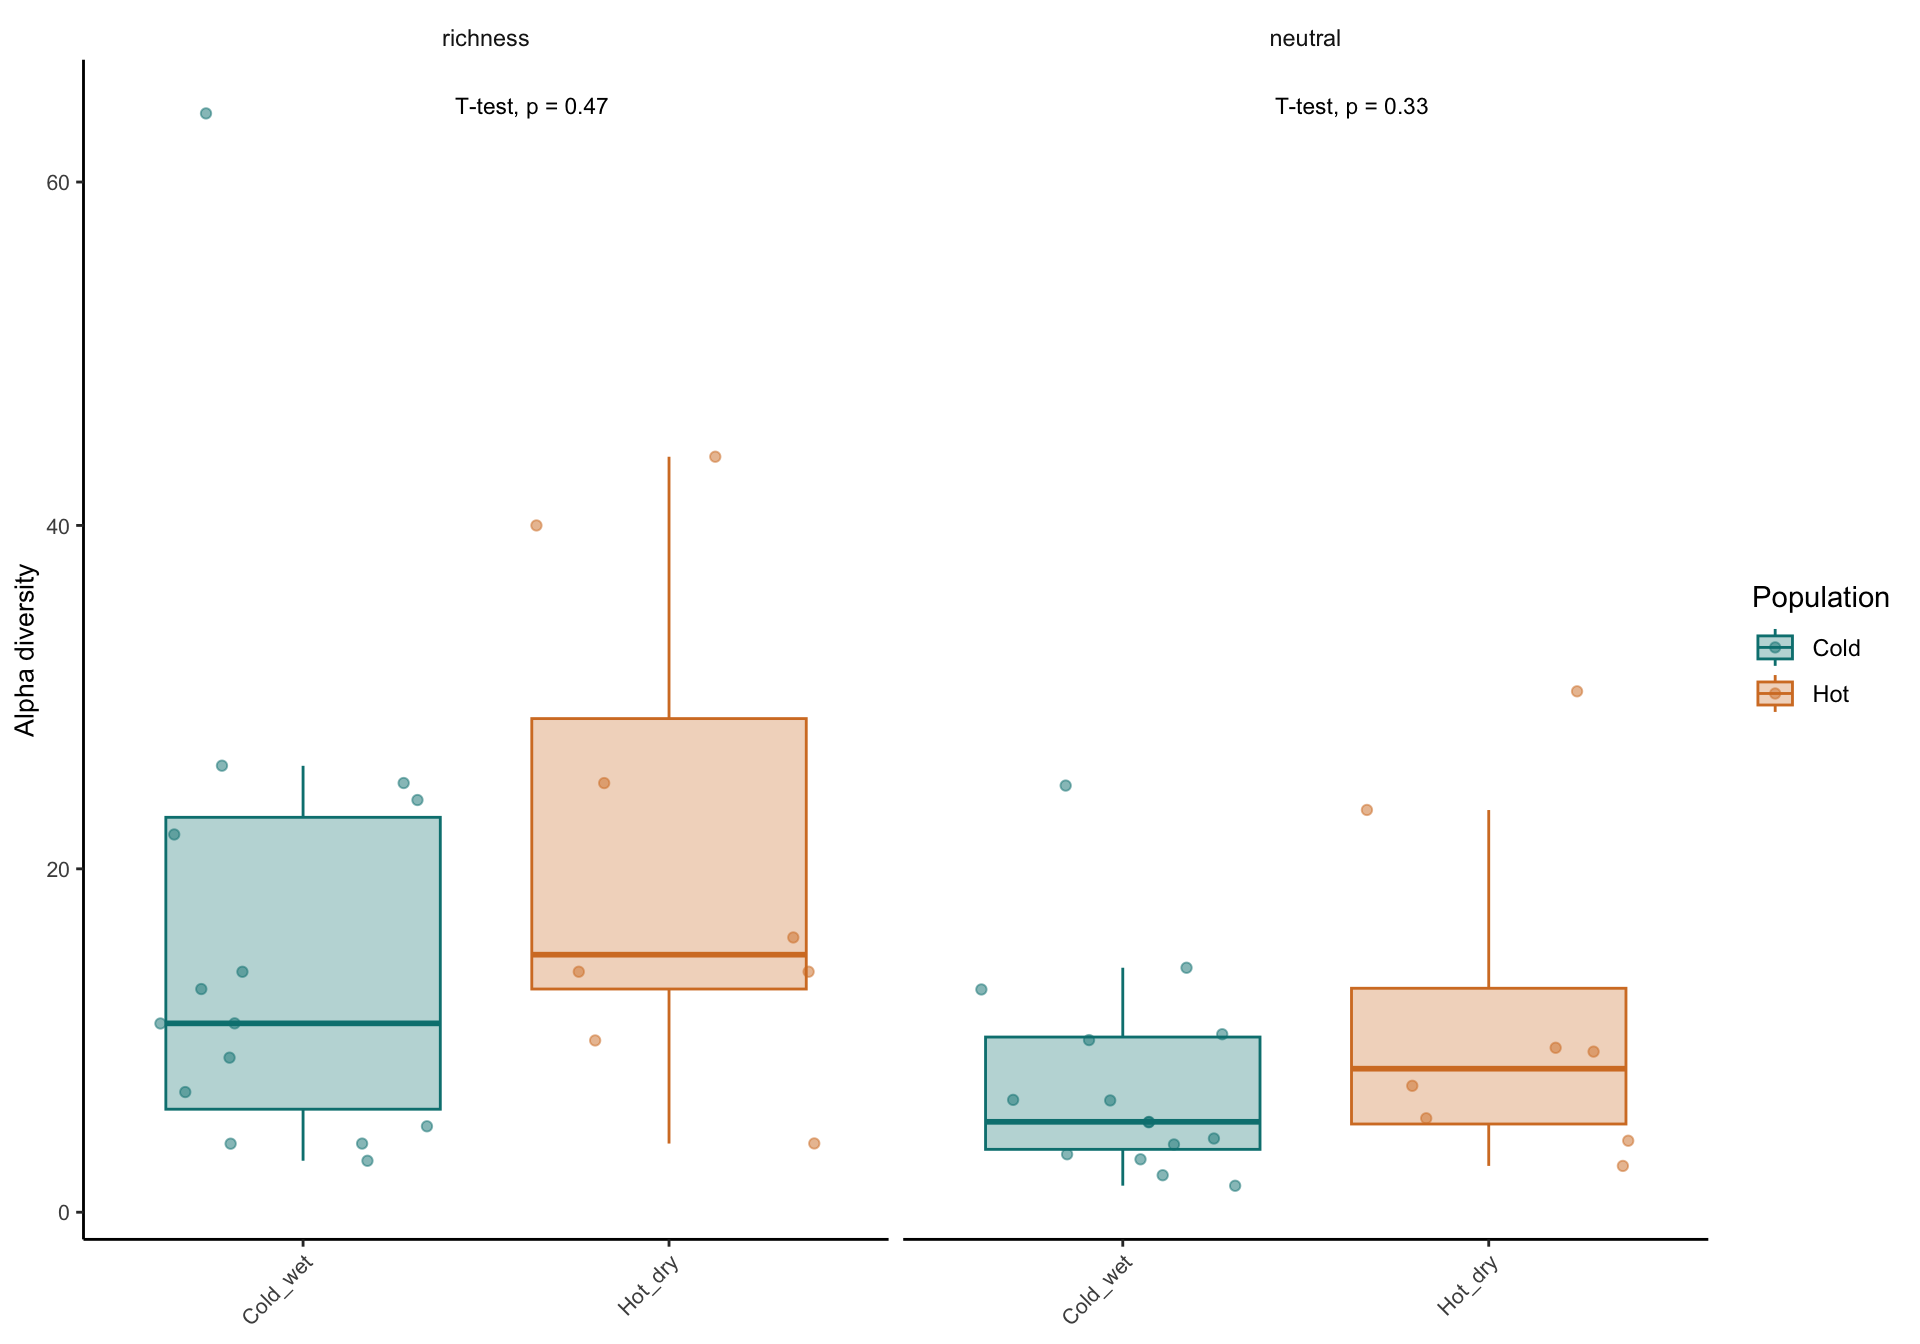 richness
neutral
T-test, p = 0.47
T-test, p = 0.33
60
40
20
0
Alpha diversity
Cold_wet
Hot_dry
Cold_wet
Hot_dry
Population
Cold
Hot